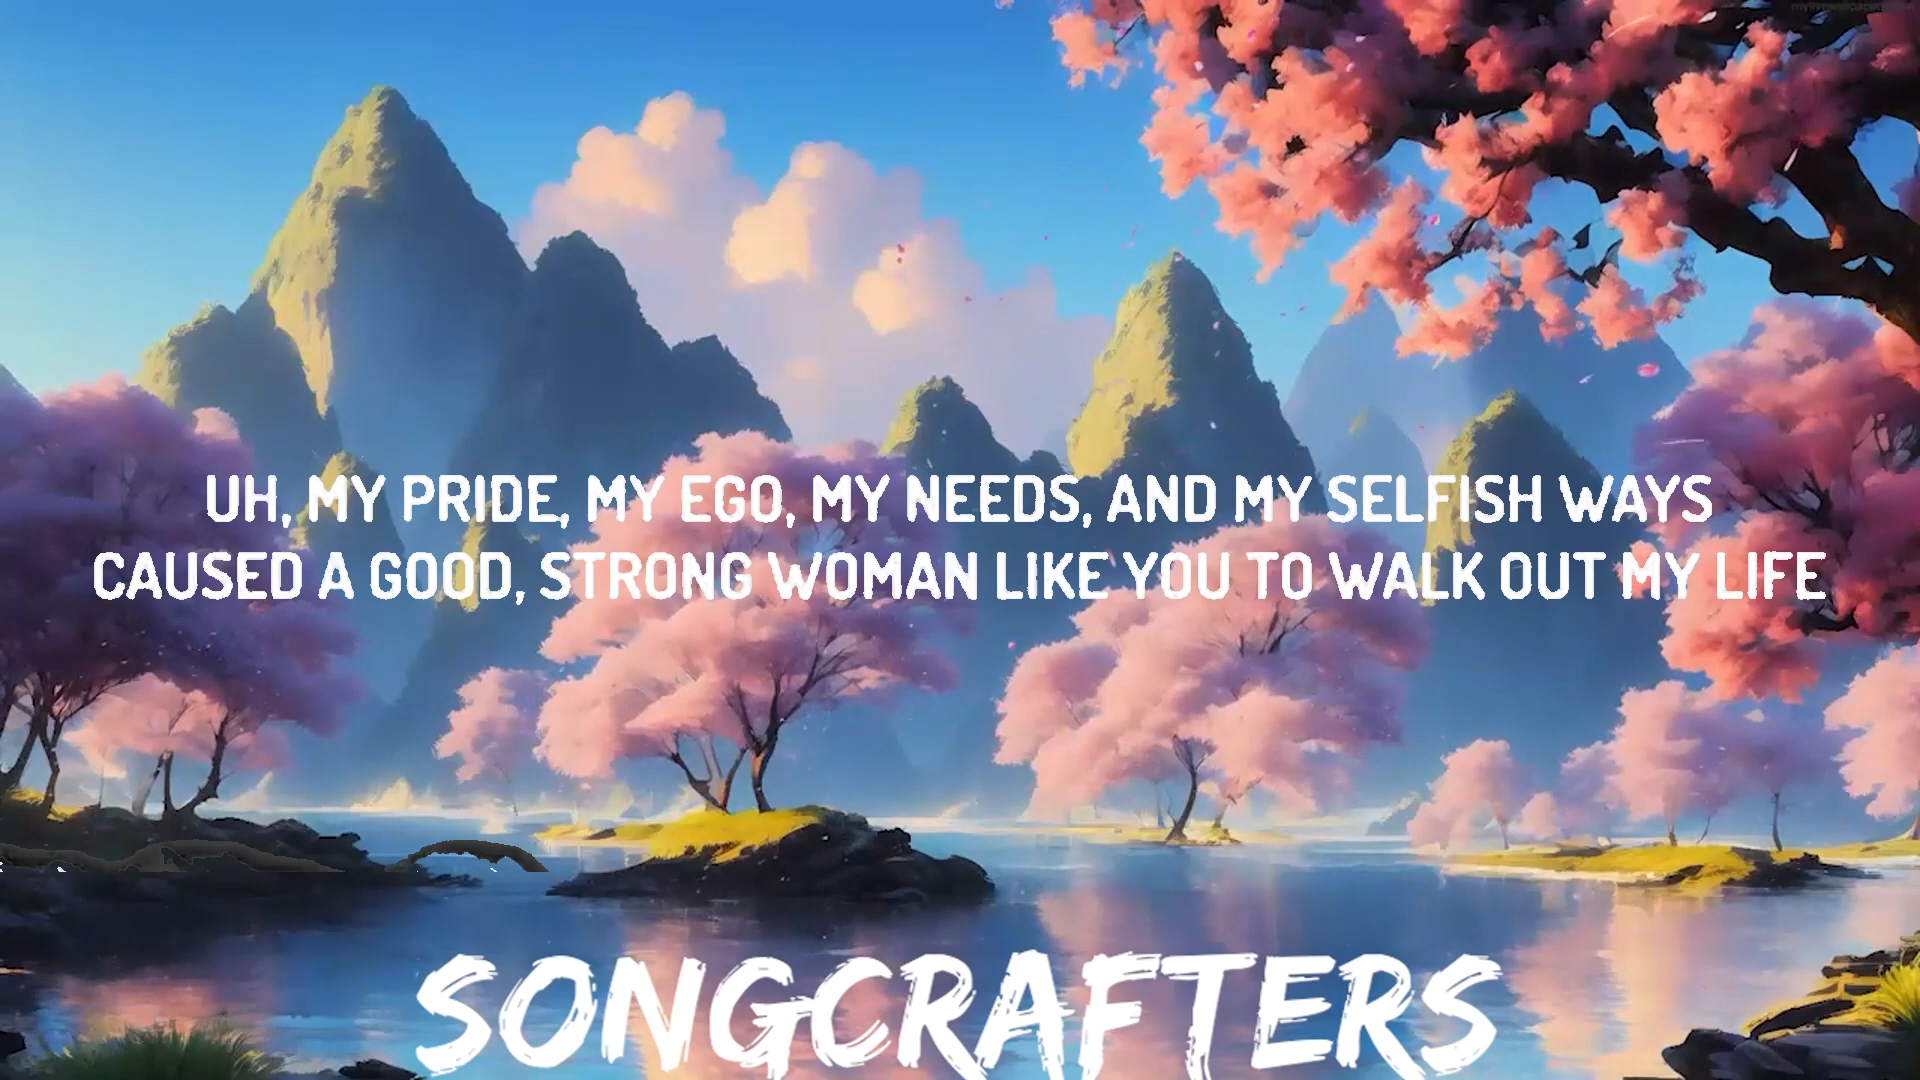 UH, MY PRIDE, MY EGO, MY NEEDS, AND MY SELFISH WAYS
CAUSED A GOOD, STRONG WOMAN LIKE YOU TO WALK OUT MY LIFE
SONGCRAFTERS